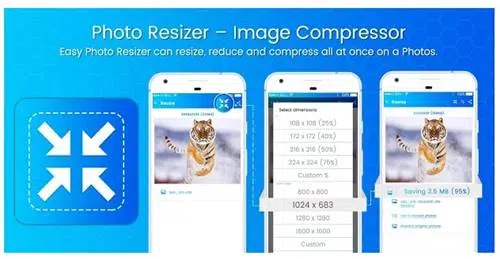 Photo Resizer – Image Compressor
Easy Photo Resizer can resize, reduce and compress all at once on a Photos.
Resize
Select dimensions
108 x 108 (25%)
172 x 172 (40%)
216 x 216 (50%)
324 x 324 (75%)
Custom %
800 x 800
1024 x 683
1280 x 1280
1600 x 1600
Custom
Resize
Saving 2.5 MB (95%)